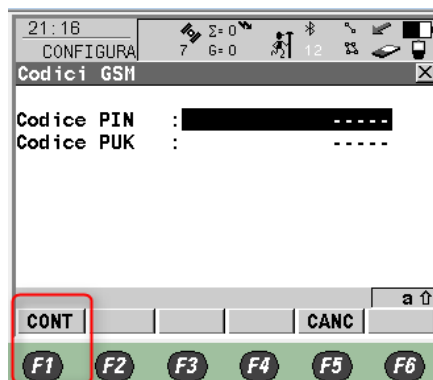 21:16
CONFIGURA
7
Σ=0
G=0
12
Codici GSM
X
Codice PIN : -----
Codice PUK : -----
a ⇧
CONT
CANC
F1 F2 F3 F4 F5 F6